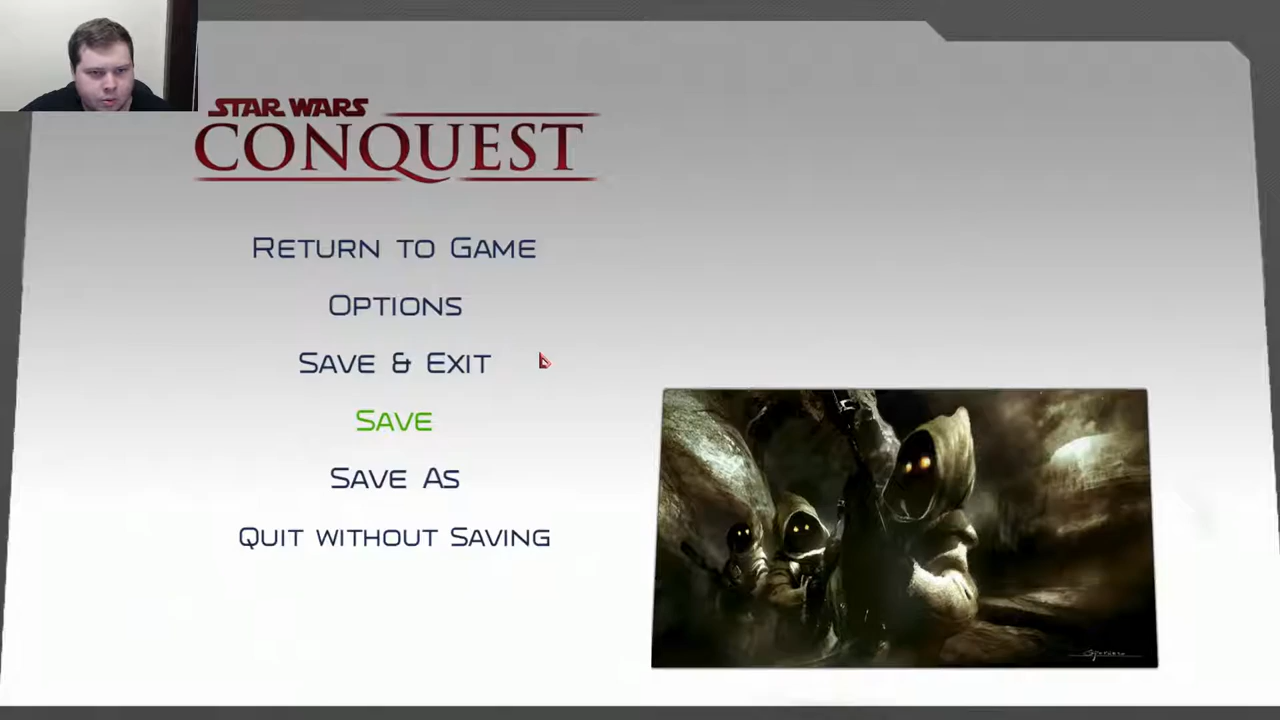 STAR WARS
CONQUEST
RETURN TO GAME
OPTIONS
SAVE & EXIT
SAVE
SAVE AS
QUIT WITHOUT SAVING